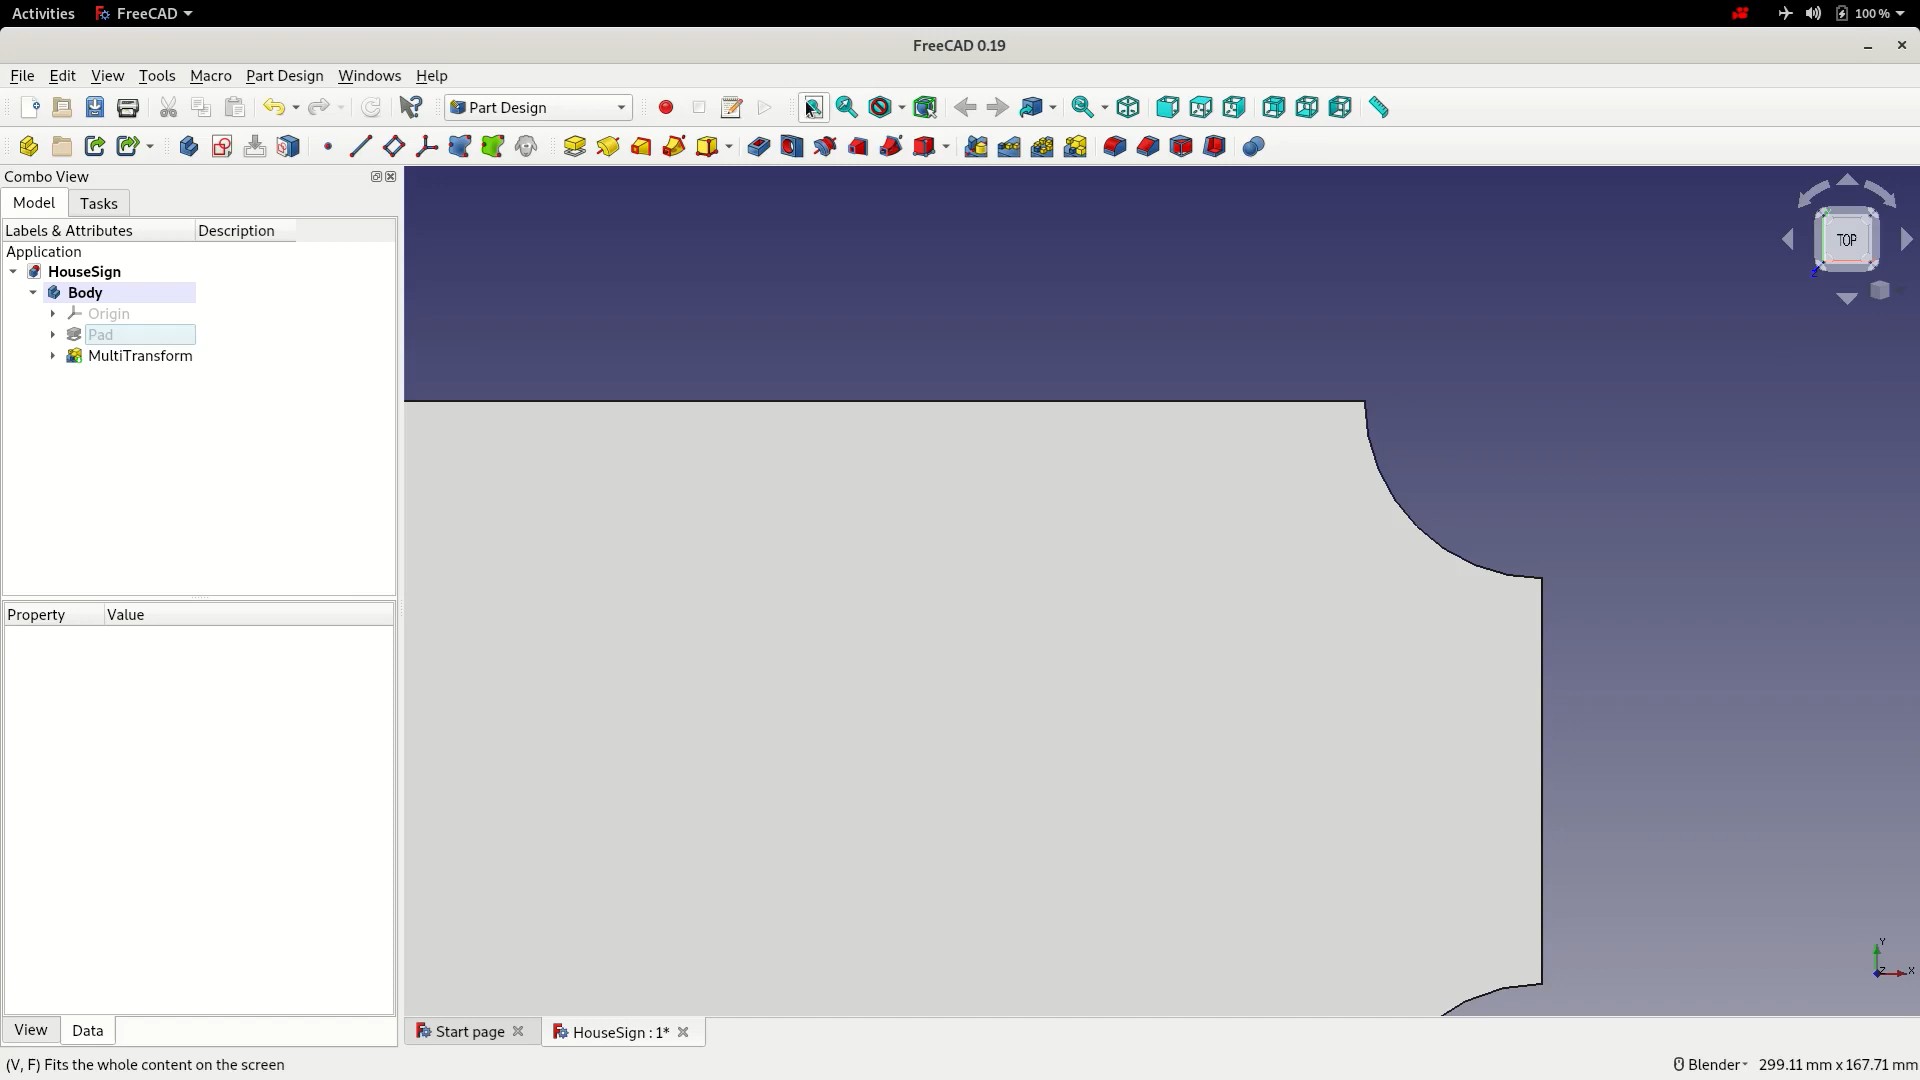 Activities FreeCAD 100 %
FreeCAD 0.19
File Edit View Tools Macro Part Design Windows Help
Part Design
Combo View
Model Tasks
Labels & Attributes Description
Application
HouseSign
Body
Origin
Pad
MultiTransform
TOP
Z
Property Value
Y
Z X
View Data
Start page HouseSign : 1*
(V, F) Fits the whole content on the screen
Blender 299.11 mm x 167.71 mm